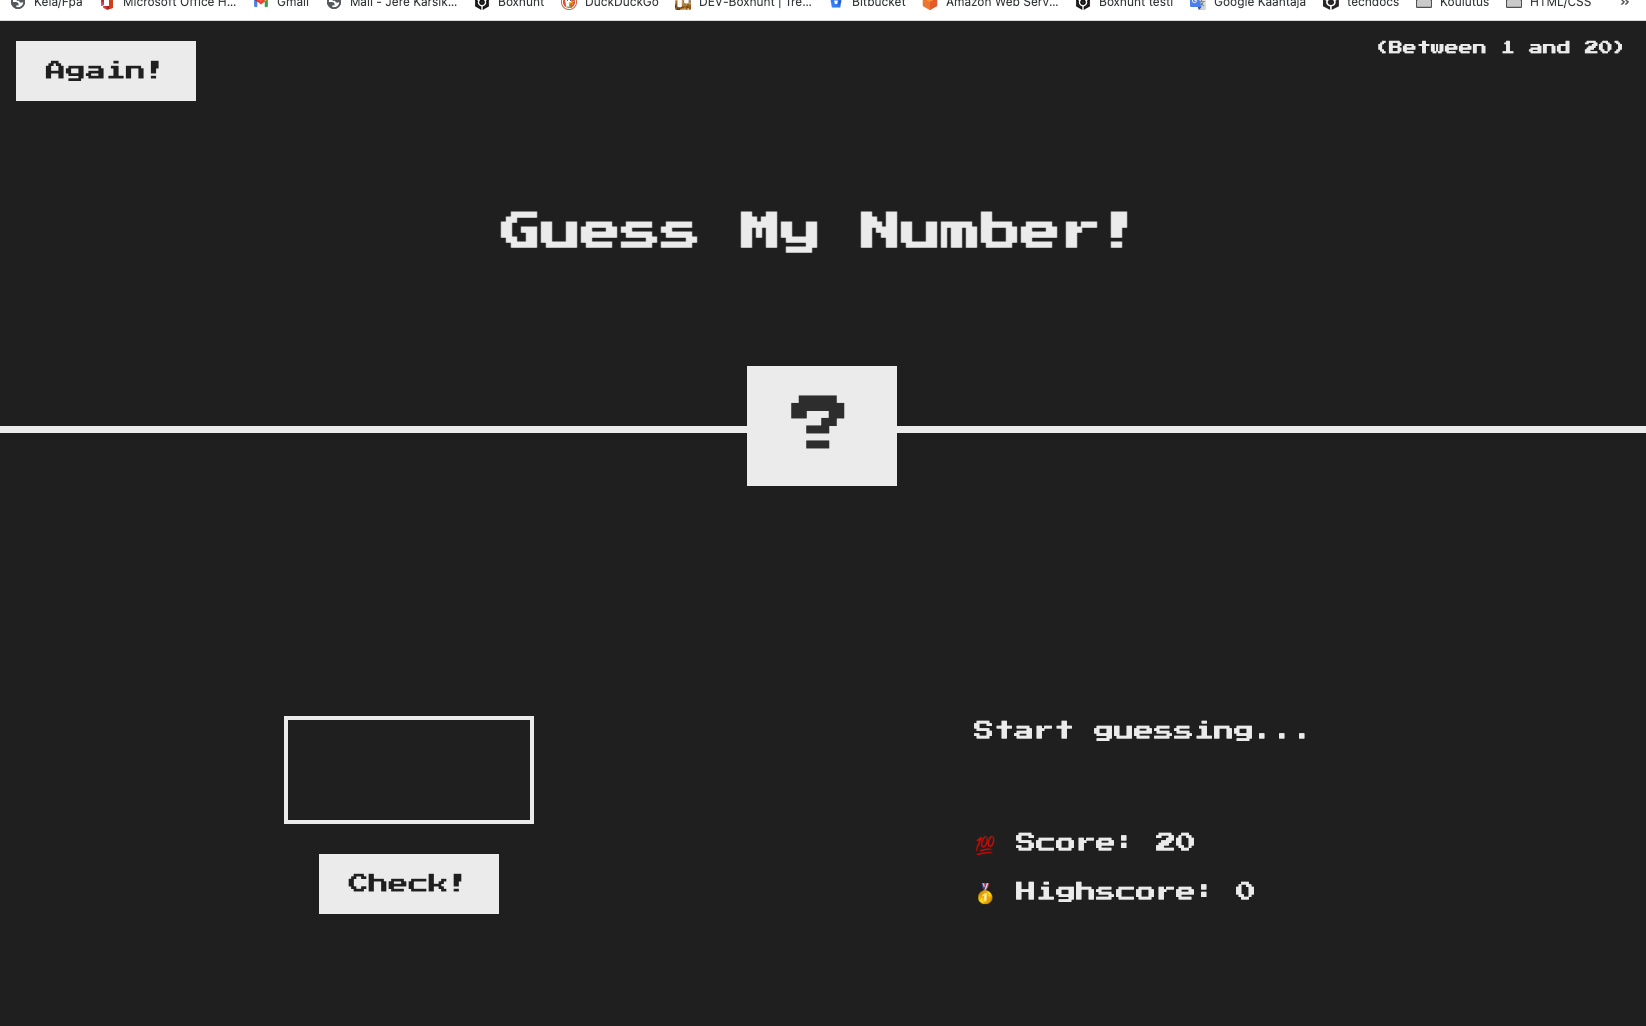 Kela/Fpa Microsoft Office H... Gmail Mail - Jere Karsik... Boxhunt DuckDuckGo DEV-Boxhunt | Tre... Bitbucket Amazon Web Serv... Boxhunt testi Google Kääntäjä techdocs Koulutus HTML/CSS »
Again!
(Between 1 and 20)
Guess My Number!
?
Start guessing...
💯 Score: 20
Check!
🥇 Highscore: 0